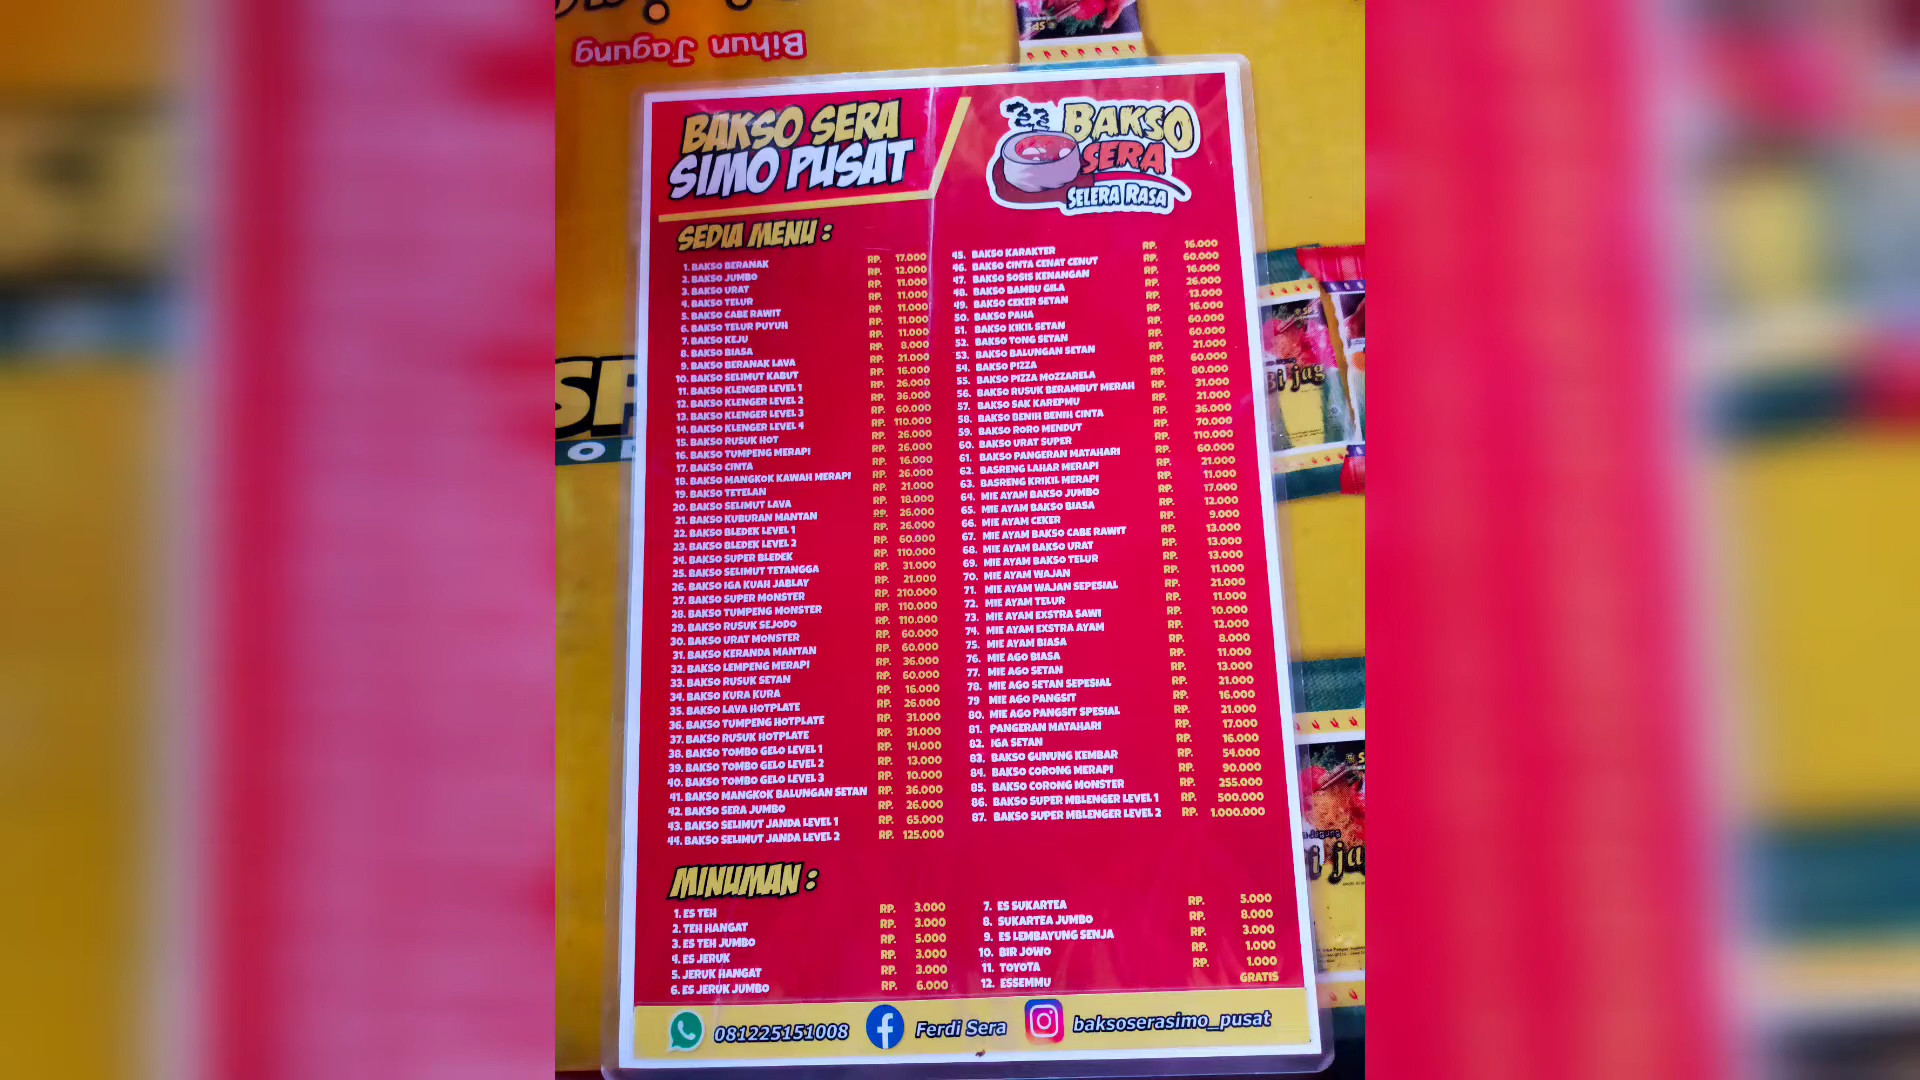 Bihun Jagung
BAKSO SERA
SIMO PUSAT
BAKSO
SERA
SELERA RASA
SEDIA MENU :
1. BAKSO BERANAK RP. 17.000
2. BAKSO JUMBO RP. 12.000
3. BAKSO URAT RP. 11.000
4. BAKSO TELUR RP. 11.000
5. BAKSO CABE RAWIT RP. 11.000
6. BAKSO TELUR PUYUH RP. 11.000
7. BAKSO KEJU RP. 11.000
8. BAKSO BIASA RP. 8.000
9. BAKSO BERANAK LAVA RP. 21.000
10. BAKSO SELIMUT KABUT RP. 16.000
11. BAKSO KLENGER LEVEL 1 RP. 26.000
12. BAKSO KLENGER LEVEL 2 RP. 36.000
13. BAKSO KLENGER LEVEL 3 RP. 60.000
14. BAKSO KLENGER LEVEL 4 RP. 110.000
15. BAKSO RUSUK HOT RP. 26.000
16. BAKSO TUMPENG MERAPI RP. 26.000
17. BAKSO CINTA RP. 16.000
18. BAKSO MANGKOK KAWAH MERAPI RP. 26.000
19. BAKSO TETELAN RP. 21.000
20. BAKSO SELIMUT LAVA RP. 18.000
21. BAKSO KUBURAN MANTAN RP. 26.000
22. BAKSO BLEDEK LEVEL 1 RP. 26.000
23. BAKSO BLEDEK LEVEL 2 RP. 60.000
24. BAKSO SUPER BLEDEK RP. 110.000
25. BAKSO SELIMUT TETANGGA RP. 31.000
26. BAKSO IGA KUAH JABLAY RP. 21.000
27. BAKSO SUPER MONSTER RP. 210.000
28. BAKSO TUMPENG MONSTER RP. 110.000
29. BAKSO RUSUK SEJODO RP. 110.000
30. BAKSO URAT MONSTER RP. 60.000
31. BAKSO KERANDA MANTAN RP. 60.000
32. BAKSO LEMPENG MERAPI RP. 36.000
33. BAKSO RUSUK SETAN RP. 60.000
34. BAKSO KURA KURA RP. 16.000
35. BAKSO LAVA HOTPLATE RP. 26.000
36. BAKSO TUMPENG HOTPLATE RP. 31.000
37. BAKSO RUSUK HOTPLATE RP. 31.000
38. BAKSO TOMBO GELO LEVEL 1 RP. 14.000
39. BAKSO TOMBO GELO LEVEL 2 RP. 13.000
40. BAKSO TOMBO GELO LEVEL 3 RP. 10.000
41. BAKSO MANGKOK BALUNGAN SETAN RP. 36.000
42. BAKSO SERA JUMBO RP. 26.000
43. BAKSO SELIMUT JANDA LEVEL 1 RP. 65.000
44. BAKSO SELIMUT JANDA LEVEL 2 RP. 125.000
45. BAKSO KARAKTER RP. 16.000
46. BAKSO CINTA CENAT CENUT RP. 60.000
47. BAKSO SOSIS KENANGAN RP. 16.000
48. BAKSO BAMBU GILA RP. 26.000
49. BAKSO CEKER SETAN RP. 13.000
50. BAKSO PAHA RP. 16.000
51. BAKSO KIKIL SETAN RP. 60.000
52. BAKSO TONG SETAN RP. 60.000
53. BAKSO BALUNGAN SETAN RP. 21.000
54. BAKSO PIZZA RP. 60.000
55. BAKSO PIZZA MOZZARELA RP. 80.000
56. BAKSO RUSUK BERAMBUT MERAH RP. 31.000
57. BAKSO SAK KAREPMU RP. 21.000
58. BAKSO BENIH BENIH CINTA RP. 36.000
59. BAKSO RORO MENDUT RP. 70.000
60. BAKSO URAT SUPER RP. 110.000
61. BAKSO PANGERAN MATAHARI RP. 60.000
62. BASRENG LAHAR MERAPI RP. 21.000
63. BASRENG KRIKIL MERAPI RP. 11.000
64. MIE AYAM BAKSO JUMBO RP. 17.000
65. MIE AYAM BAKSO BIASA RP. 12.000
66. MIE AYAM CEKER RP. 9.000
67. MIE AYAM BAKSO CABE RAWIT RP. 13.000
68. MIE AYAM BAKSO URAT RP. 13.000
69. MIE AYAM BAKSO TELUR RP. 13.000
70. MIE AYAM WAJAN RP. 11.000
71. MIE AYAM WAJAN SEPESIAL RP. 21.000
72. MIE AYAM TELUR RP. 11.000
73. MIE AYAM EKSTRA SAWI RP. 10.000
74. MIE AYAM EKSTRA AYAM RP. 12.000
75. MIE AYAM BIASA RP. 8.000
76. MIE AGO BIASA RP. 11.000
77. MIE AGO SETAN RP. 13.000
78. MIE AGO SETAN SEPESIAL RP. 21.000
79 MIE AGO PANGSIT RP. 16.000
80. MIE AGO PANGSIT SPESIAL RP. 21.000
81. PANGERAN MATAHARI RP. 17.000
82. IGA SETAN RP. 16.000
83. BAKSO GUNUNG KEMBAR RP. 54.000
84. BAKSO CORONG MERAPI RP. 90.000
85. BAKSO CORONG MONSTER RP. 255.000
86. BAKSO SUPER MBLENGER LEVEL 1 RP. 500.000
87. BAKSO SUPER MBLENGER LEVEL 2 RP. 1.000.000
MINUMAN :
1. ES TEH RP. 3.000
2. TEH HANGAT RP. 3.000
3. ES TEH JUMBO RP. 5.000
4. ES JERUK RP. 3.000
5. JERUK HANGAT RP. 3.000
6. ES JERUK JUMBO RP. 6.000
7. ES SUKARTEA RP. 5.000
8. SUKARTEA JUMBO RP. 8.000
9. ES LEMBAYUNG SENJA RP. 3.000
10. BIR JOWO RP. 1.000
11. TOYOTA RP. 1.000
12. ESSEMMU GRATIS
081225151008 Ferdi Sera baksoserasimo_pusat